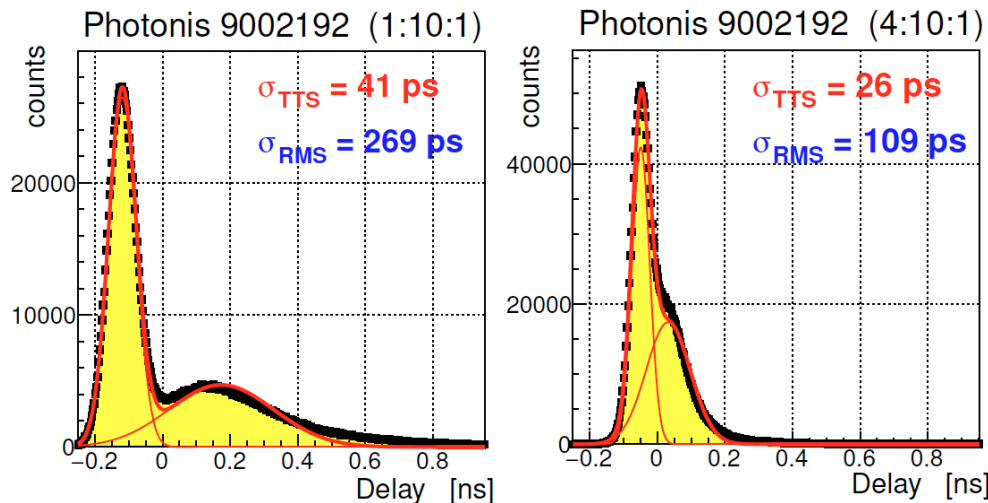 Photonis 9002192 (1:10:1)
counts
σTTS = 41 ps
σRMS = 269 ps
20000
10000
0
−0.2 0 0.2 0.4 0.6 0.8
Delay [ns]
Photonis 9002192 (4:10:1)
counts
σTTS = 26 ps
σRMS = 109 ps
40000
20000
0
−0.2 0 0.2 0.4 0.6 0.8
Delay [ns]